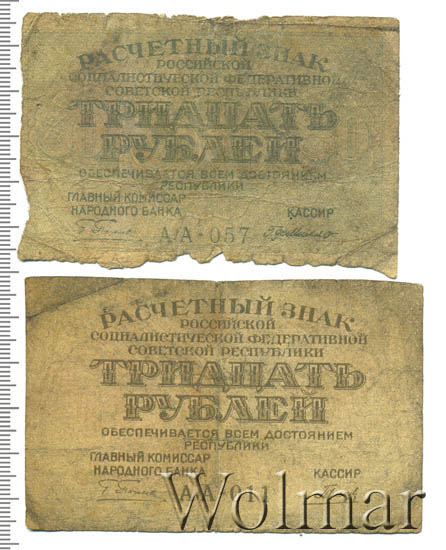 РАСЧЕТНЫЙ ЗНАК
РОССИЙСКОЙ
СОЦИАЛИСТИЧЕСКОЙ ФЕДЕРАТИВНОЙ
СОВЕТСКОЙ РЕСПУБЛИКИ
ТРИДЦАТЬ
РУБЛЕЙ
ОБЕСПЕЧИВАЕТСЯ ВСЕМ ДОСТОЯНИЕМ
РЕСПУБЛИКИ
ГЛАВНЫЙ КОМИССАР
НАРОДНОГО БАНКА
КАССИР
АА-057
РАСЧЕТНЫЙ ЗНАК
РОССИЙСКОЙ
СОЦИАЛИСТИЧЕСКОЙ ФЕДЕРАТИВНОЙ
СОВЕТСКОЙ РЕСПУБЛИКИ
ТРИДЦАТЬ
РУБЛЕЙ
ОБЕСПЕЧИВАЕТСЯ ВСЕМ ДОСТОЯНИЕМ
РЕСПУБЛИКИ
ГЛАВНЫЙ КОМИССАР
НАРОДНОГО БАНКА
КАССИР
Wolmar